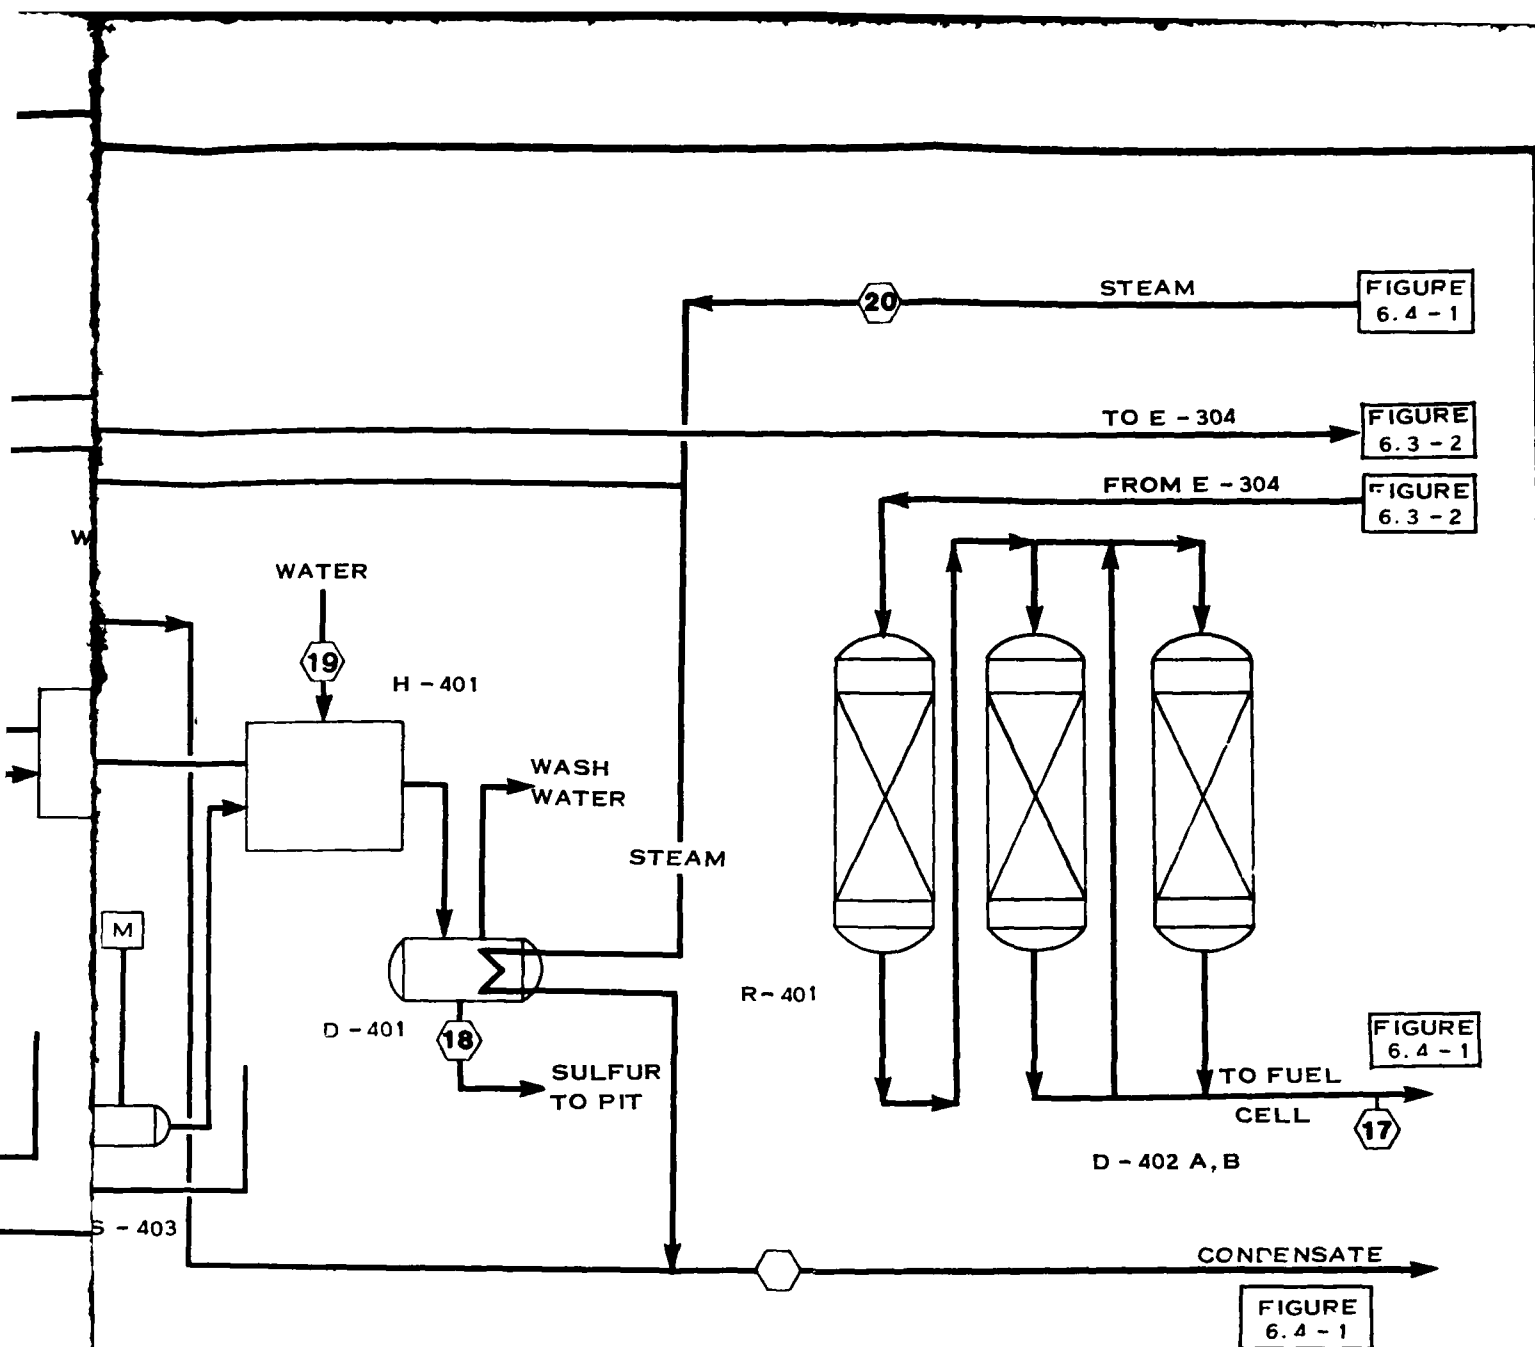 STEAM
20
FIGURE
6.4 - 1
TO E - 304
FIGURE
6.3 - 2
FROM E - 304
FIGURE
6.3 - 2
W
WATER
19
H - 401
WASH
WATER
STEAM
M
R - 401
D - 401
18
SULFUR
TO PIT
FIGURE
6.4 - 1
TO FUEL
CELL
17
D - 402 A, B
S - 403
CONDENSATE
FIGURE
6.4 - 1